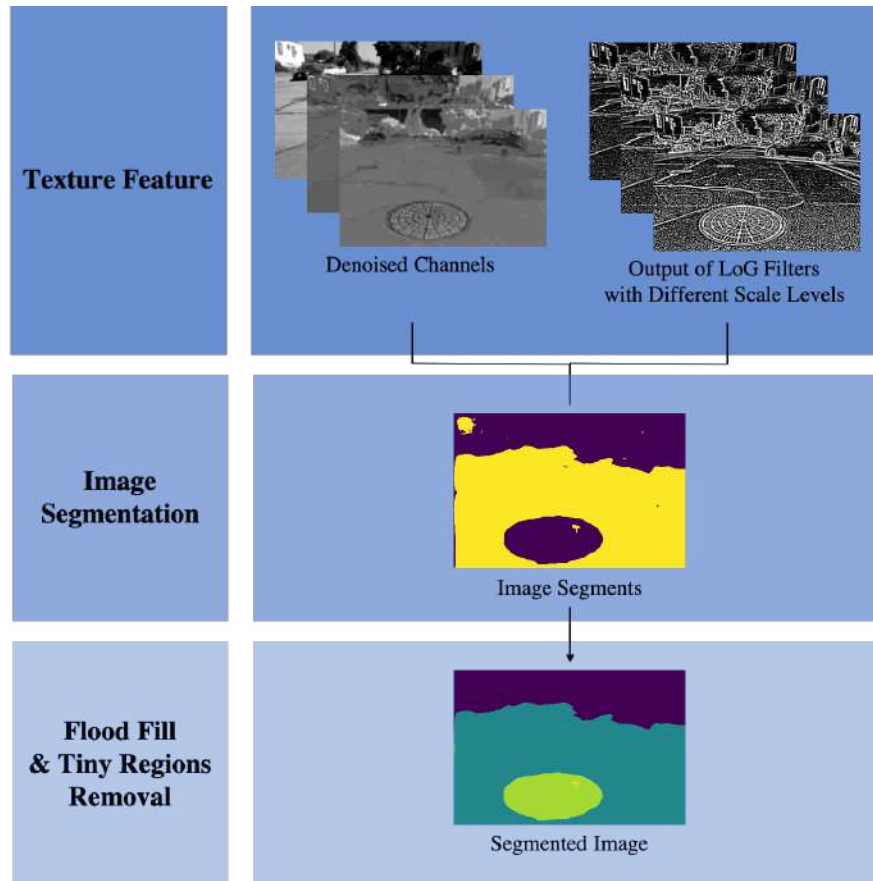 Texture Feature
Denoised Channels
Output of LoG Filters
with Different Scale Levels
Image
Segmentation
Image Segments
Flood Fill
& Tiny Regions
Removal
Segmented Image